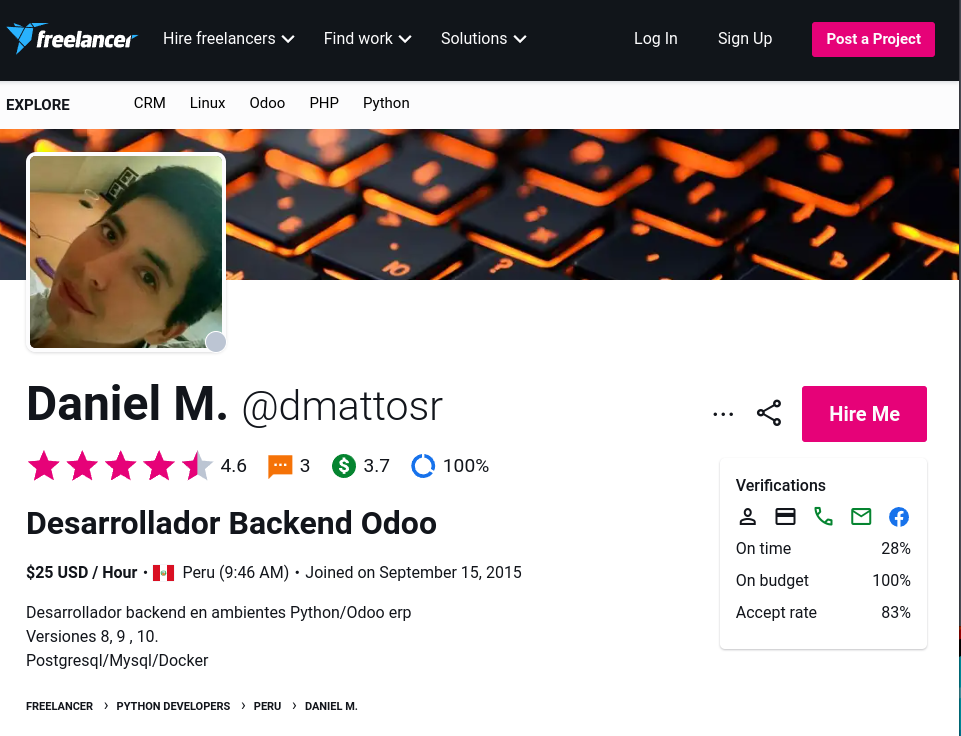 freelancer Hire freelancers Find work Solutions Log In Sign Up Post a Project
EXPLORE CRM Linux Odoo PHP Python
Daniel M. @dmattosr
Hire Me
4.6 3 3.7 100%
Verifications
Desarrollador Backend Odoo
On time 28%
$25 USD / Hour • Peru (9:46 AM) • Joined on September 15, 2015
On budget 100%
Desarrollador backend en ambientes Python/Odoo erp
Accept rate 83%
Versiones 8, 9 , 10.
Postgresql/Mysql/Docker
FREELANCER › PYTHON DEVELOPERS › PERU › DANIEL M.